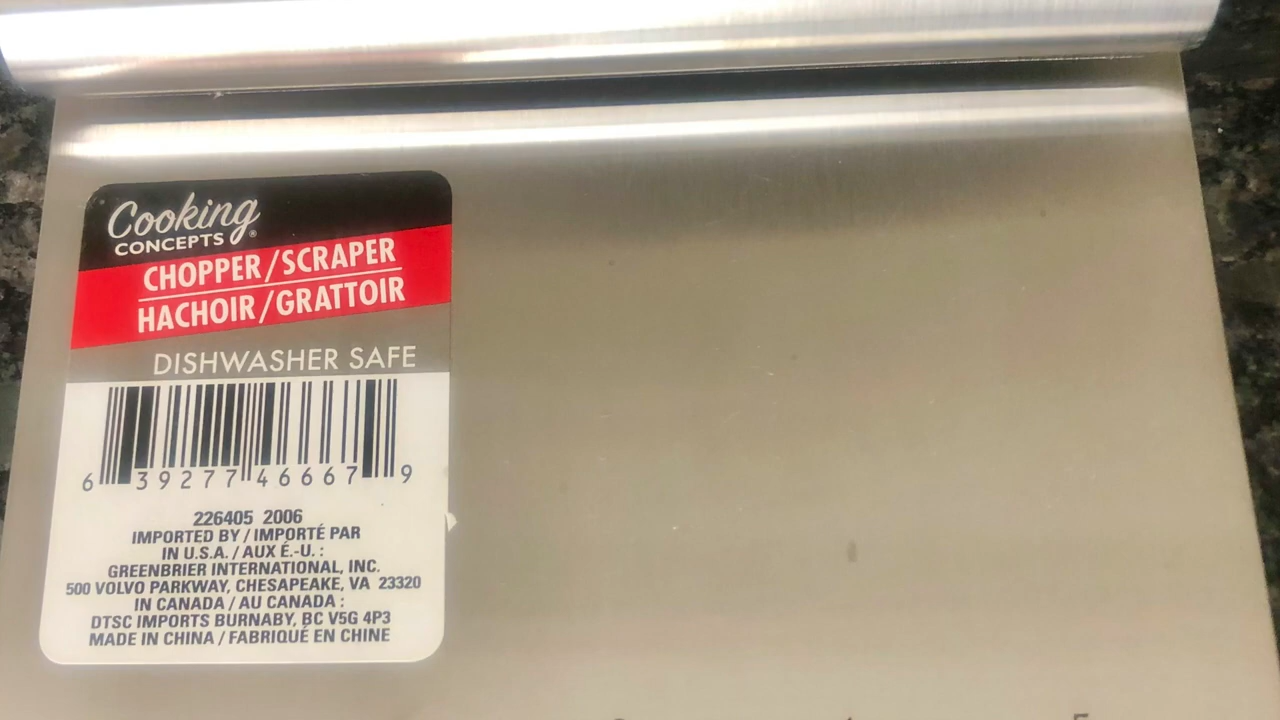 Cooking
CONCEPTS®
CHOPPER/SCRAPER
HACHOIR/GRATTOIR
DISHWASHER SAFE
6 39277 46667 9
226405 2006
IMPORTED BY / IMPORTÉ PAR
IN U.S.A. / AUX É.-U. :
GREENBRIER INTERNATIONAL, INC.
500 VOLVO PARKWAY, CHESAPEAKE, VA 23320
IN CANADA / AU CANADA :
DTSC IMPORTS BURNABY, BC V5G 4P3
MADE IN CHINA / FABRIQUÉ EN CHINE